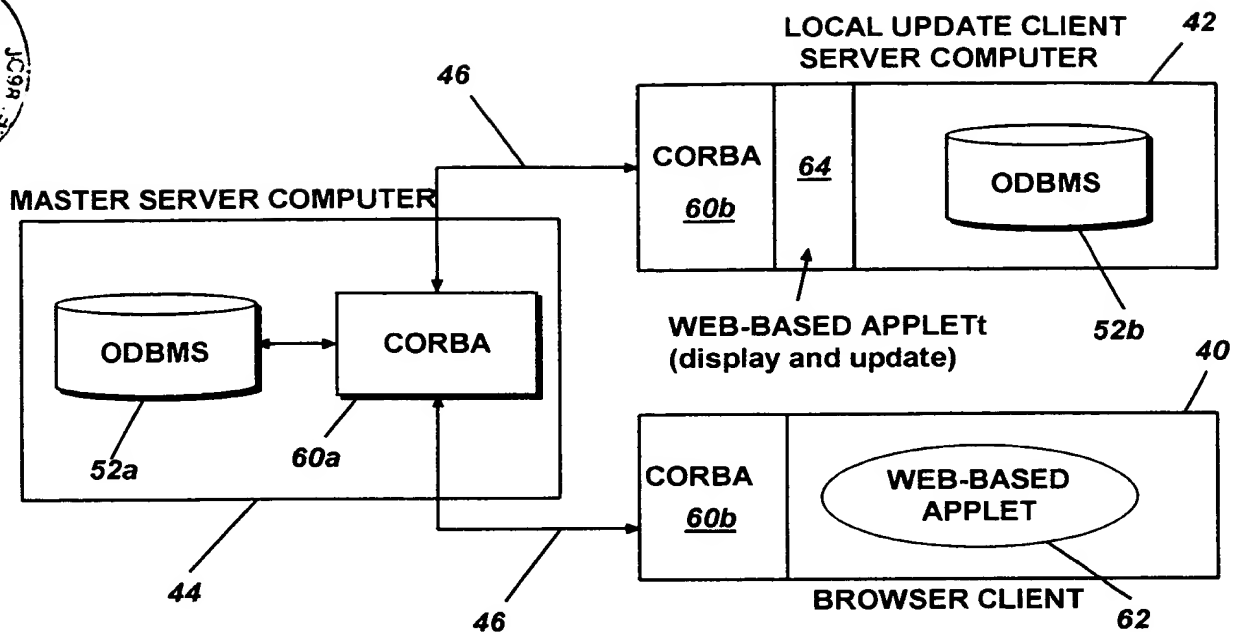 JC98
LOCAL UPDATE CLIENT
SERVER COMPUTER
42
46
CORBA
60b
64
ODBMS
MASTER SERVER COMPUTER
WEB-BASED APPLETt
(display and update)
52b
ODBMS
CORBA
40
52a
60a
CORBA
60b
WEB-BASED
APPLET
44
46
BROWSER CLIENT
62